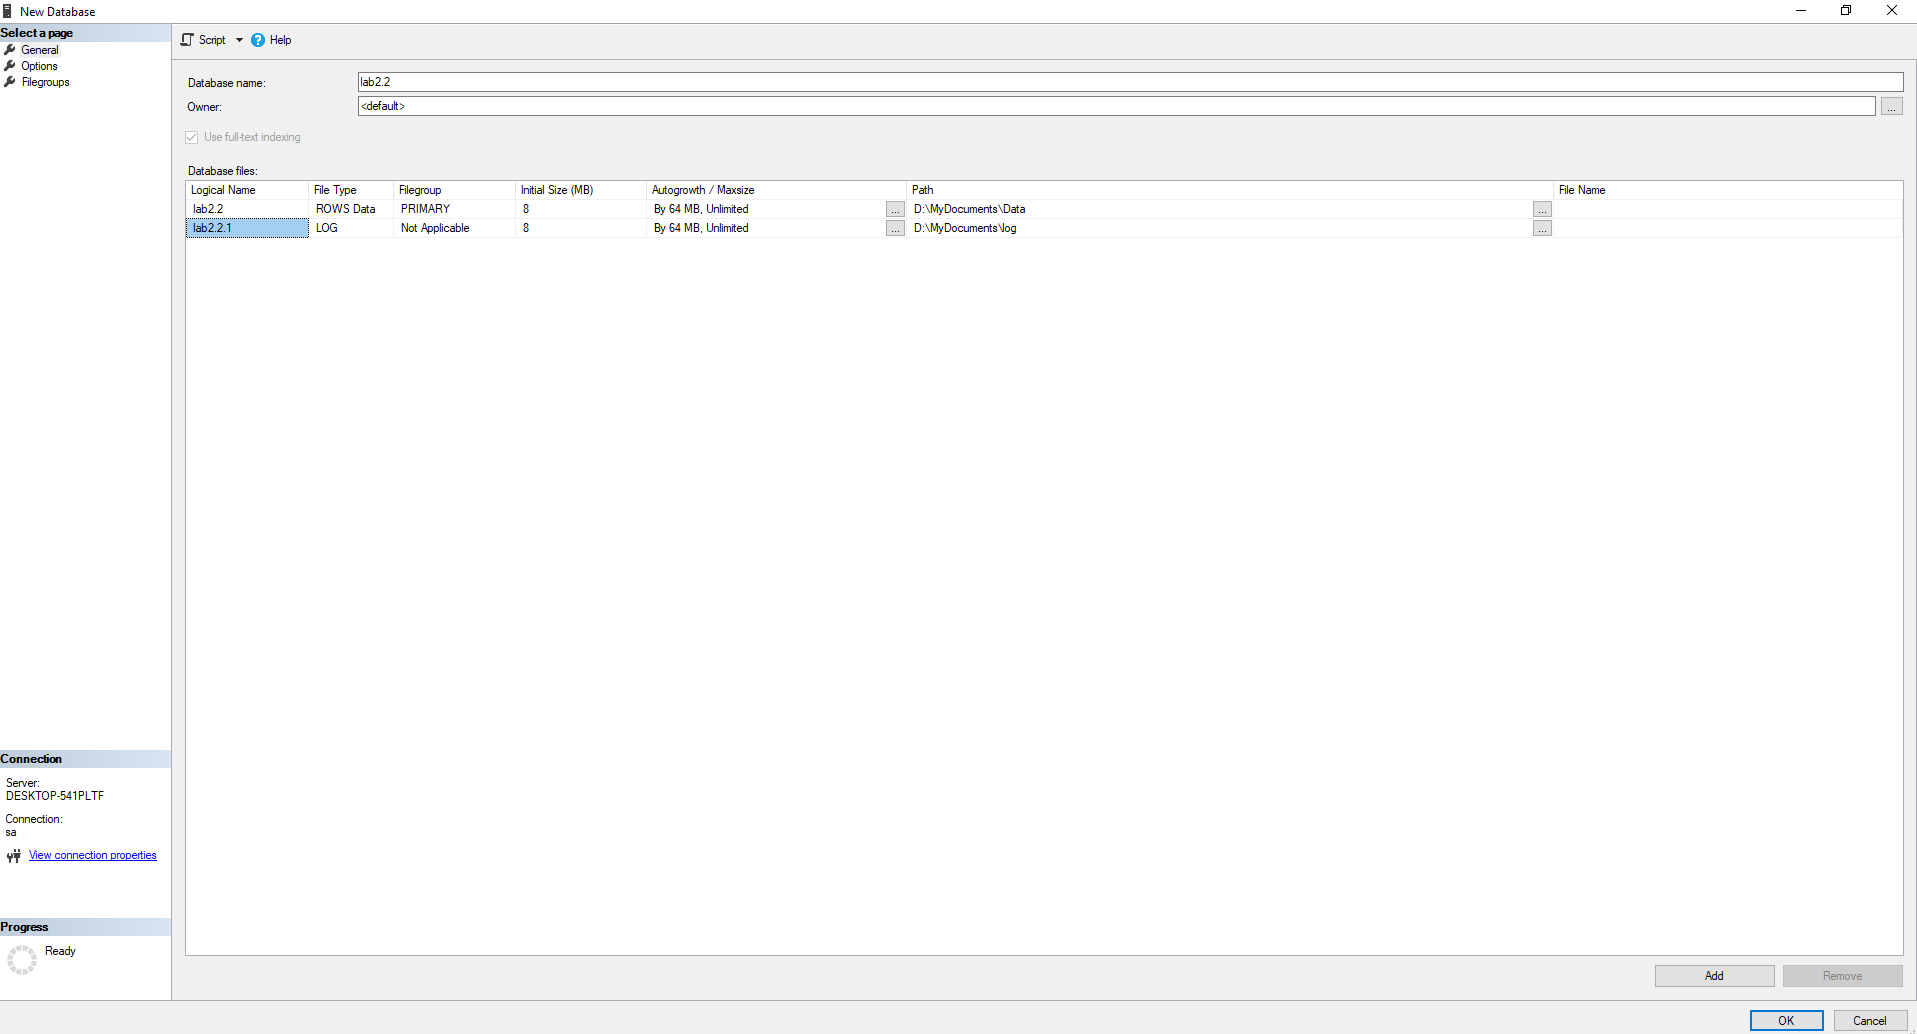 New Database
Select a page
General
Options
Filegroups
Script Help
Database name: lab2.2
Owner: <default> ...
Use full-text indexing
Database files:
Logical Name File Type Filegroup Initial Size (MB) Autogrowth / Maxsize Path File Name
lab2.2 ROWS Data PRIMARY 8 By 64 MB, Unlimited ... D:\MyDocuments\Data ...
lab2.2.1 LOG Not Applicable 8 By 64 MB, Unlimited ... D:\MyDocuments\log ...
Connection
Server:
DESKTOP-541PLTF
Connection:
sa
View connection properties
Progress
Ready
Add Remove
OK Cancel